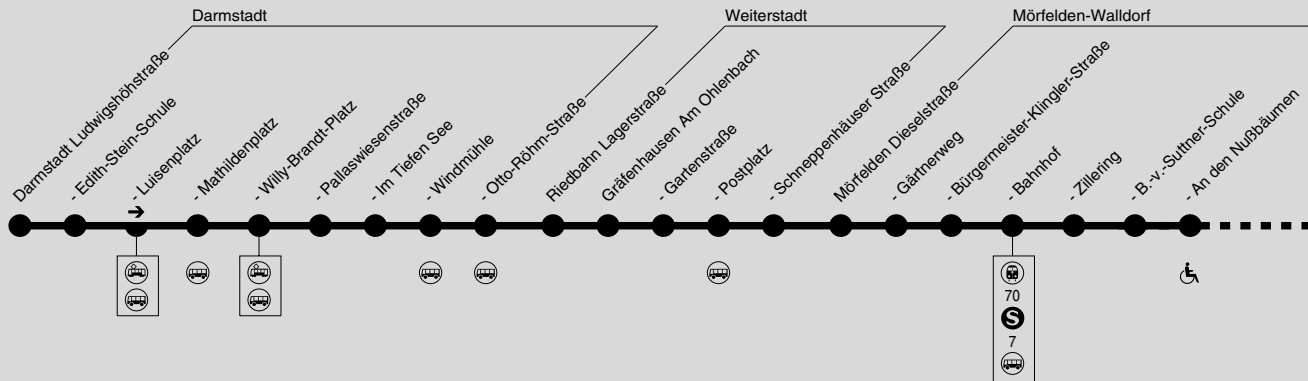 Darmstadt
Weiterstadt
Mörfelden-Walldorf
Darmstadt Ludwigshöhstraße
- Edith-Stein-Schule
- Luisenplatz
- Mathildenplatz
- Willy-Brandt-Platz
- Pallaswiesenstraße
- Im Tiefen See
- Windmühle
- Otto-Röhm-Straße
Riedbahn Lagerstraße
Gräfenhausen Am Ohlenbach
- Gartenstraße
- Postplatz
- Schneppenhäuser Straße
Mörfelden Dieselstraße
- Gärtnerweg
- Bürgermeister-Klingler-Straße
- Bahnhof
- Zillering
- B.-v.-Suttner-Schule
- An den Nußbäumen
70
S
7